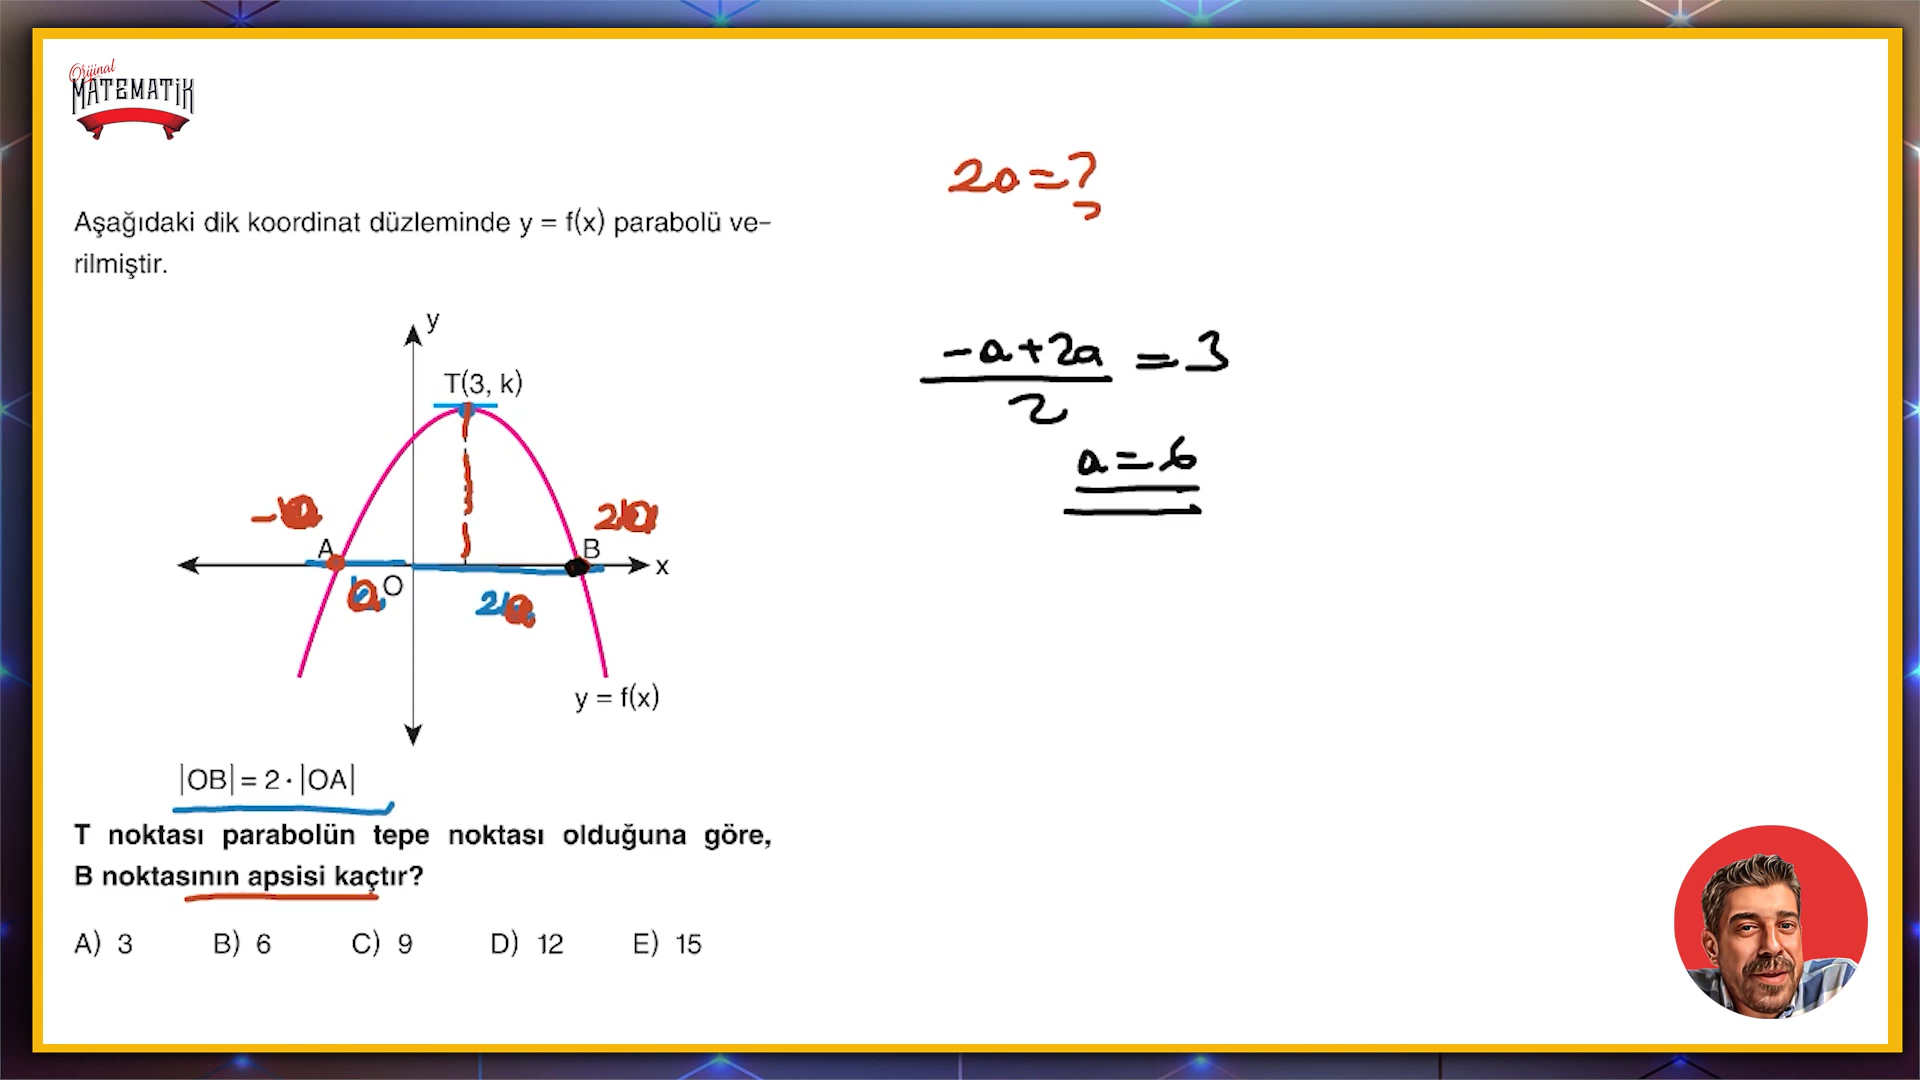 Orijinal
MATEMATİK
Aşağıdaki dik koordinat düzleminde y = f(x) parabolü ve-
rilmiştir.
y
T(3, k)
A
B
O
x
y = f(x)
|OB| = 2 · |OA|
T noktası parabolün tepe noktası olduğuna göre,
B noktasının apsisi kaçtır?
A) 3 B) 6 C) 9 D) 12 E) 15
2a=?
-a+2a
2
=3
a=6